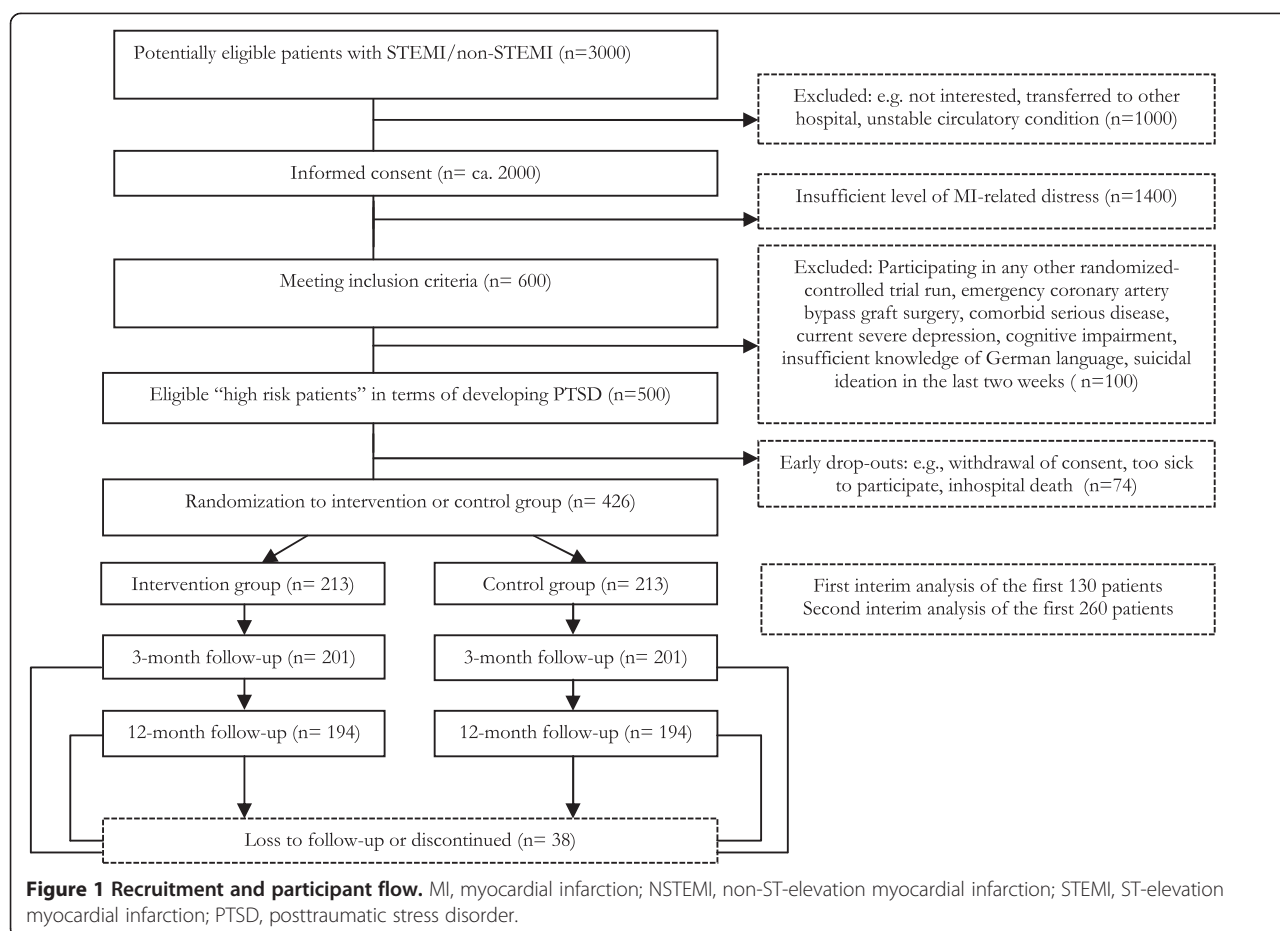 Potentially eligible patients with STEMI/non-STEMI (n=3000)
Excluded: e.g. not interested, transferred to other
hospital, unstable circulatory condition (n=1000)
Informed consent (n= ca. 2000)
Insufficient level of MI-related distress (n=1400)
Meeting inclusion criteria (n= 600)
Excluded: Participating in any other randomized-
controlled trial run, emergency coronary artery
bypass graft surgery, comorbid serious disease,
current severe depression, cognitive impairment,
insufficient knowledge of German language, suicidal
ideation in the last two weeks ( n=100)
Eligible “high risk patients” in terms of developing PTSD (n=500)
Early drop-outs: e.g., withdrawal of consent, too sick
to participate, inhospital death (n=74)
Randomization to intervention or control group (n= 426)
Intervention group (n= 213)
Control group (n= 213)
First interim analysis of the first 130 patients
Second interim analysis of the first 260 patients
3-month follow-up (n= 201)
3-month follow-up (n= 201)
12-month follow-up (n= 194)
12-month follow-up (n= 194)
Loss to follow-up or discontinued (n= 38)
Figure 1 Recruitment and participant flow. MI, myocardial infarction; NSTEMI, non-ST-elevation myocardial infarction; STEMI, ST-elevation
myocardial infarction; PTSD, posttraumatic stress disorder.